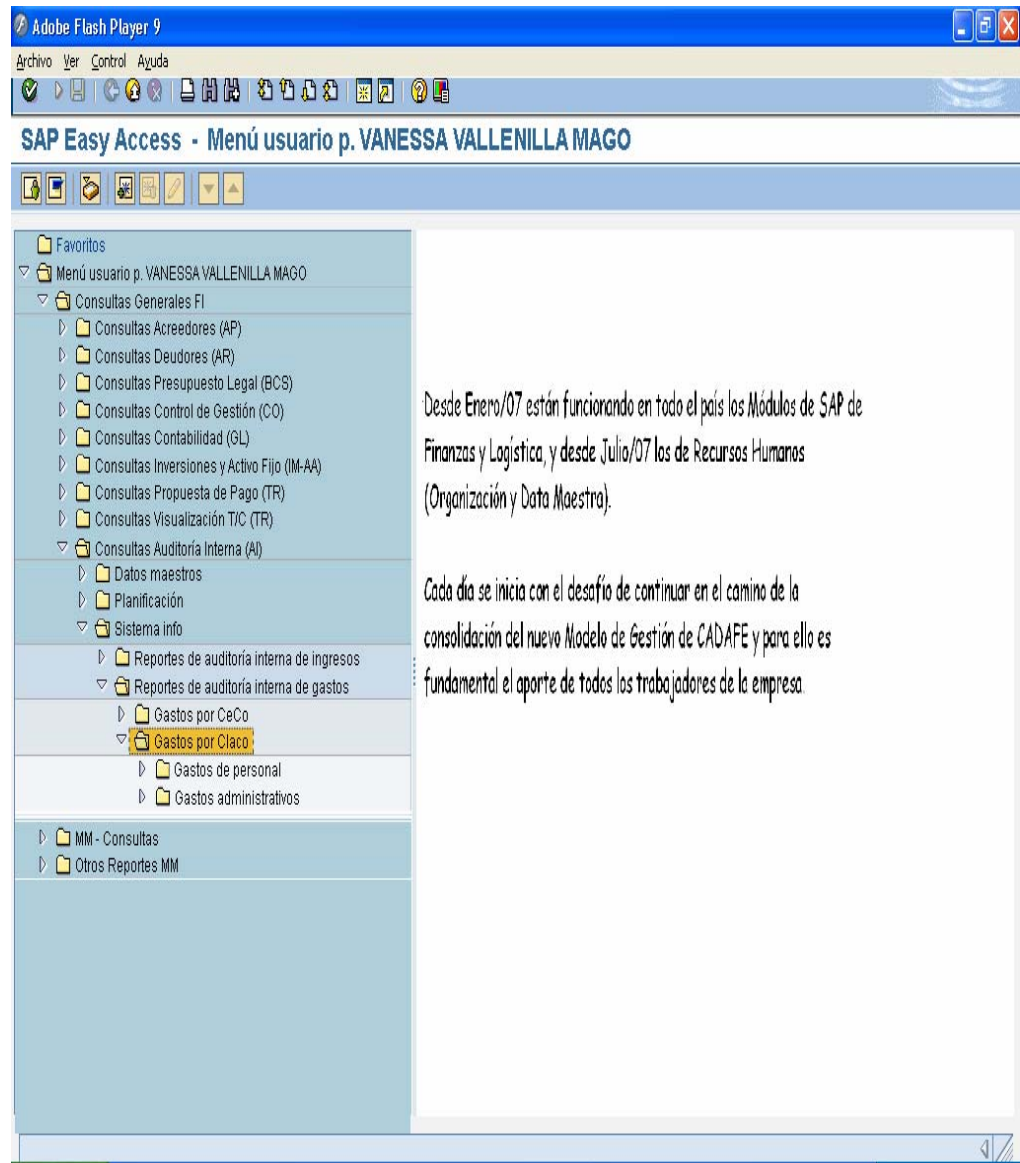 Adobe Flash Player 9
Archivo Ver Control Ayuda
SAP Easy Access - Menú usuario p. VANESSA VALLENILLA MAGO
Favoritos
Menú usuario p. VANESSA VALLENILLA MAGO
Consultas Generales FI
Consultas Acreedores (AP)
Consultas Deudores (AR)
Consultas Presupuesto Legal (BCS)
Consultas Control de Gestión (CO)
Consultas Contabilidad (GL)
Consultas Inversiones y Activo Fijo (IM-AA)
Consultas Propuesta de Pago (TR)
Consultas Visualización T/C (TR)
Consultas Auditoría Interna (AI)
Datos maestros
Planificación
Sistema info
Reportes de auditoría interna de ingresos
Reportes de auditoría interna de gastos
Gastos por CeCo
Gastos por Claco
Gastos de personal
Gastos administrativos
MM - Consultas
Otros Reportes MM
Desde Enero/07 están funcionando en todo el país los Módulos de SAP de
Finanzas y Logística, y desde Julio/07 los de Recursos Humanos
(Organización y Data Maestra).
Cada día se inicia con el desafío de continuar en el camino de la
consolidación del nuevo Modelo de Gestión de CADAFE y para ello es
fundamental el aporte de todos los trabajadores de la empresa.